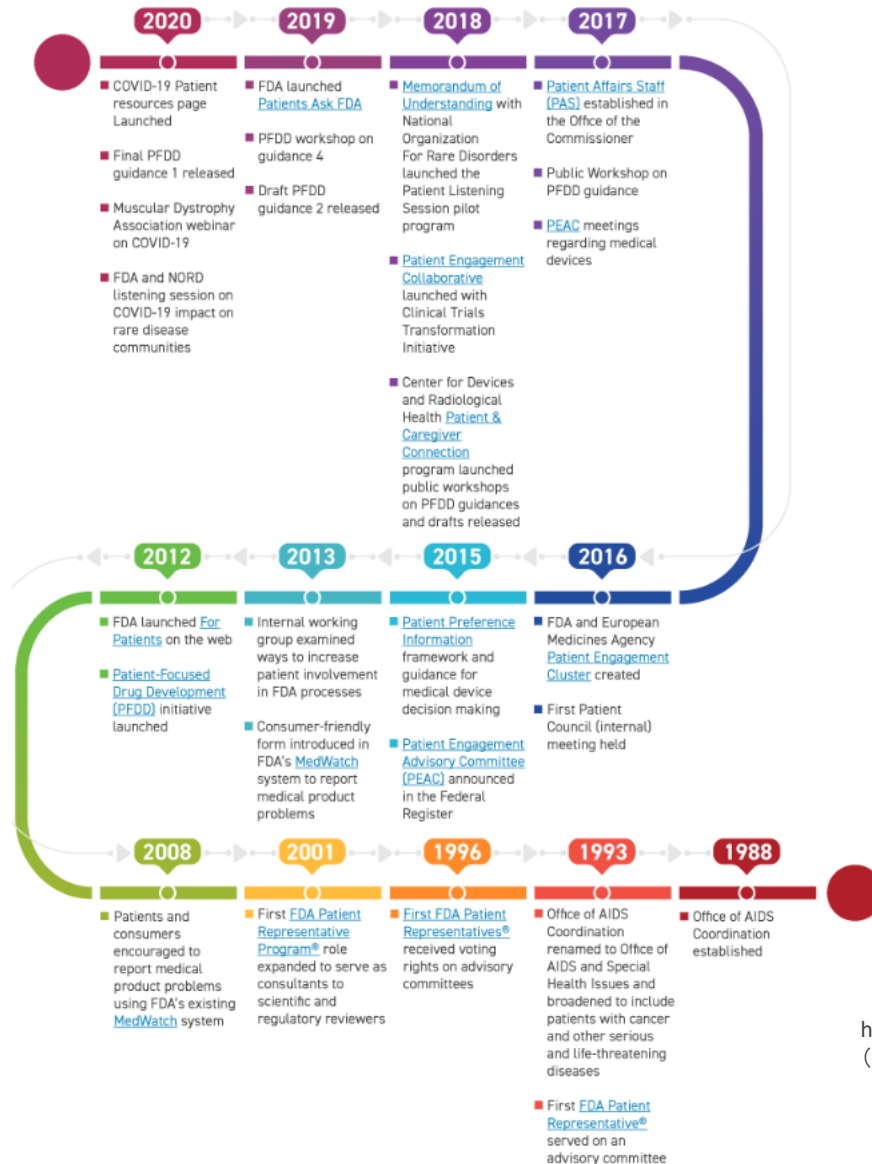 2020
COVID-19 Patient
resources page
Launched
Final PFDD
guidance 1 released
Muscular Dystrophy
Association webinar
on COVID-19
FDA and NORD
listening session on
COVID-19 impact on
rare disease
communities
2019
FDA launched
Patients Ask FDA
PFDD workshop on
guidance 4
Draft PFDD
guidance 2 released
2018
Memorandum of
Understanding with
National
Organization
For Rare Disorders
launched the
Patient Listening
Session pilot
program
Patient Engagement
Collaborative
launched with
Clinical Trials
Transformation
Initiative
Center for Devices
and Radiological
Health Patient &
Caregiver
Connection
program launched
public workshops
on PFDD guidances
and drafts released
2017
Patient Affairs Staff
(PAS) established in
the Office of the
Commissioner
Public Workshop on
PFDD guidance
PEAC meetings
regarding medical
devices
2012
FDA launched For
Patients on the web
Patient-Focused
Drug Development
(PFDD) initiative
launched
2013
Internal working
group examined
ways to increase
patient involvement
in FDA processes
Consumer-friendly
form introduced in
FDA's MedWatch
system to report
medical product
problems
2015
Patient Preference
Information
framework and
guidance for
medical device
decision making
Patient Engagement
Advisory Committee
(PEAC) announced
in the Federal
Register
2016
FDA and European
Medicines Agency
Patient Engagement
Cluster created
First Patient
Council (internal)
meeting held
2008
Patients and
consumers
encouraged to
report medical
product problems
using FDA's existing
MedWatch system
2001
First FDA Patient
Representative
Program® role
expanded to serve as
consultants to
scientific and
regulatory reviewers
1996
First FDA Patient
Representatives®
received voting
rights on advisory
committees
1993
Office of AIDS
Coordination
renamed to Office of
AIDS and Special
Health Issues and
broadened to include
patients with cancer
and other serious
and life-threatening
diseases
First FDA Patient
Representative®
served on an
advisory committee
1988
Office of AIDS
Coordination
established
h
(